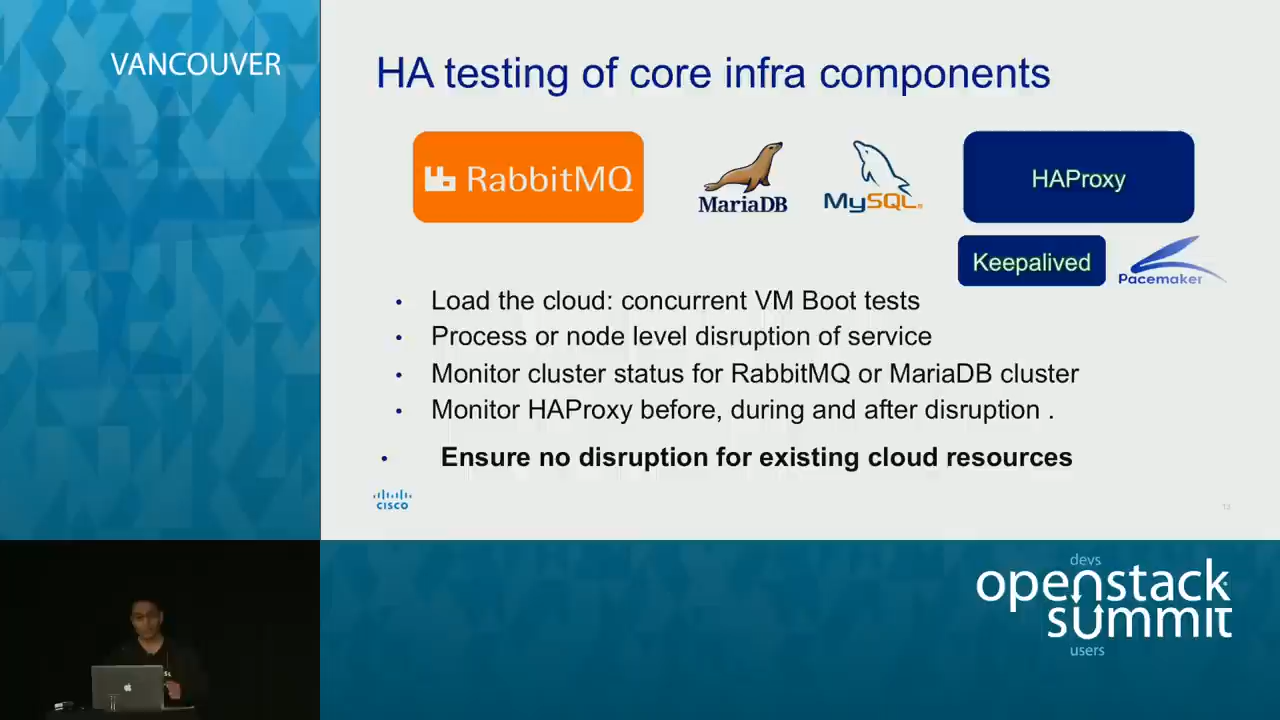 VANCOUVER
HA testing of core infra components
RabbitMQ
MariaDB
MySQL
HAProxy
Keepalived
Pacemaker
• Load the cloud: concurrent VM Boot tests
• Process or node level disruption of service
• Monitor cluster status for RabbitMQ or MariaDB cluster
• Monitor HAProxy before, during and after disruption .
• Ensure no disruption for existing cloud resources
CISCO
devs
openstack
summit
users